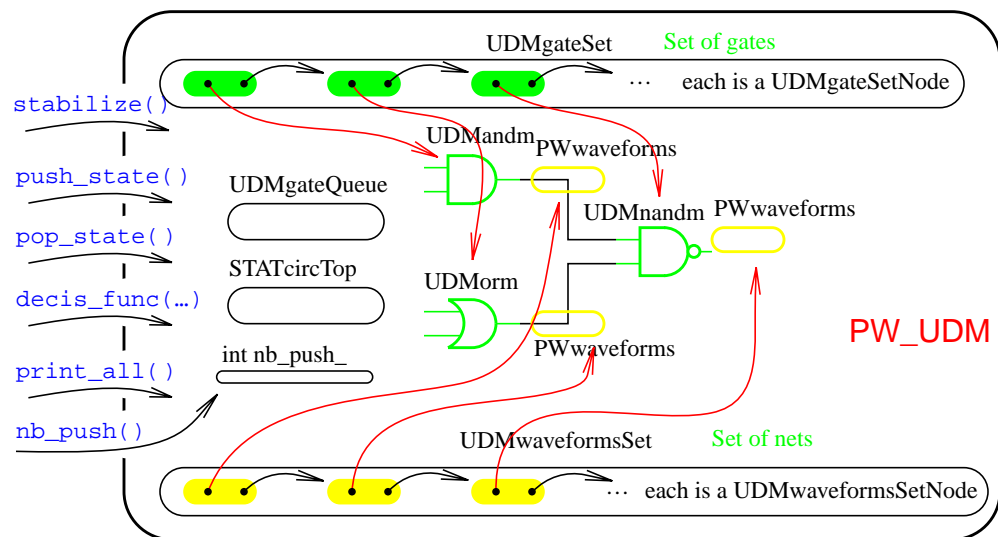 UDMgateSet
Set of gates
… each is a UDMgateSetNode
stabilize()
UDMandm
PWwaveforms
push_state()
UDMgateQueue
UDMnandm
PWwaveforms
pop_state()
STATcircTop
UDMorm
decis_func(…)
PW_UDM
int nb_push_
PWwaveforms
print_all()
nb_push()
UDMwaveformsSet
Set of nets
… each is a UDMwaveformsSetNode